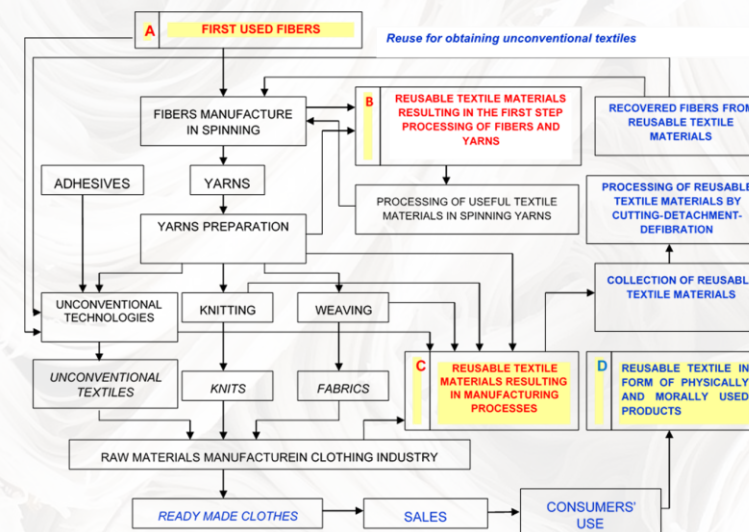 A
FIRST USED FIBERS
Reuse for obtaining unconventional textiles
FIBERS MANUFACTURE
IN SPINNING
B
REUSABLE TEXTILE MATERIALS
RESULTING IN THE FIRST STEP
PROCESSING OF FIBERS AND
YARNS
RECOVERED FIBERS FROM
REUSABLE TEXTILE
MATERIALS
ADHESIVES
YARNS
PROCESSING OF USEFUL TEXTILE
MATERIALS IN SPINNING YARNS
PROCESSING OF REUSABLE
TEXTILE MATERIALS BY
CUTTING-DETACHMENT-
DEFIBRATION
YARNS PREPARATION
UNCONVENTIONAL
TECHNOLOGIES
KNITTING
WEAVING
COLLECTION OF REUSABLE
TEXTILE MATERIALS
UNCONVENTIONAL
TEXTILES
KNITS
FABRICS
C
REUSABLE TEXTILE
MATERIALS RESULTING
IN MANUFACTURING
PROCESSES
D
REUSABLE TEXTILE IN
FORM OF PHYSICALLY
AND MORALLY USED
PRODUCTS
RAW MATERIALS MANUFACTUREIN CLOTHING INDUSTRY
READY MADE CLOTHES
SALES
CONSUMERS'
USE